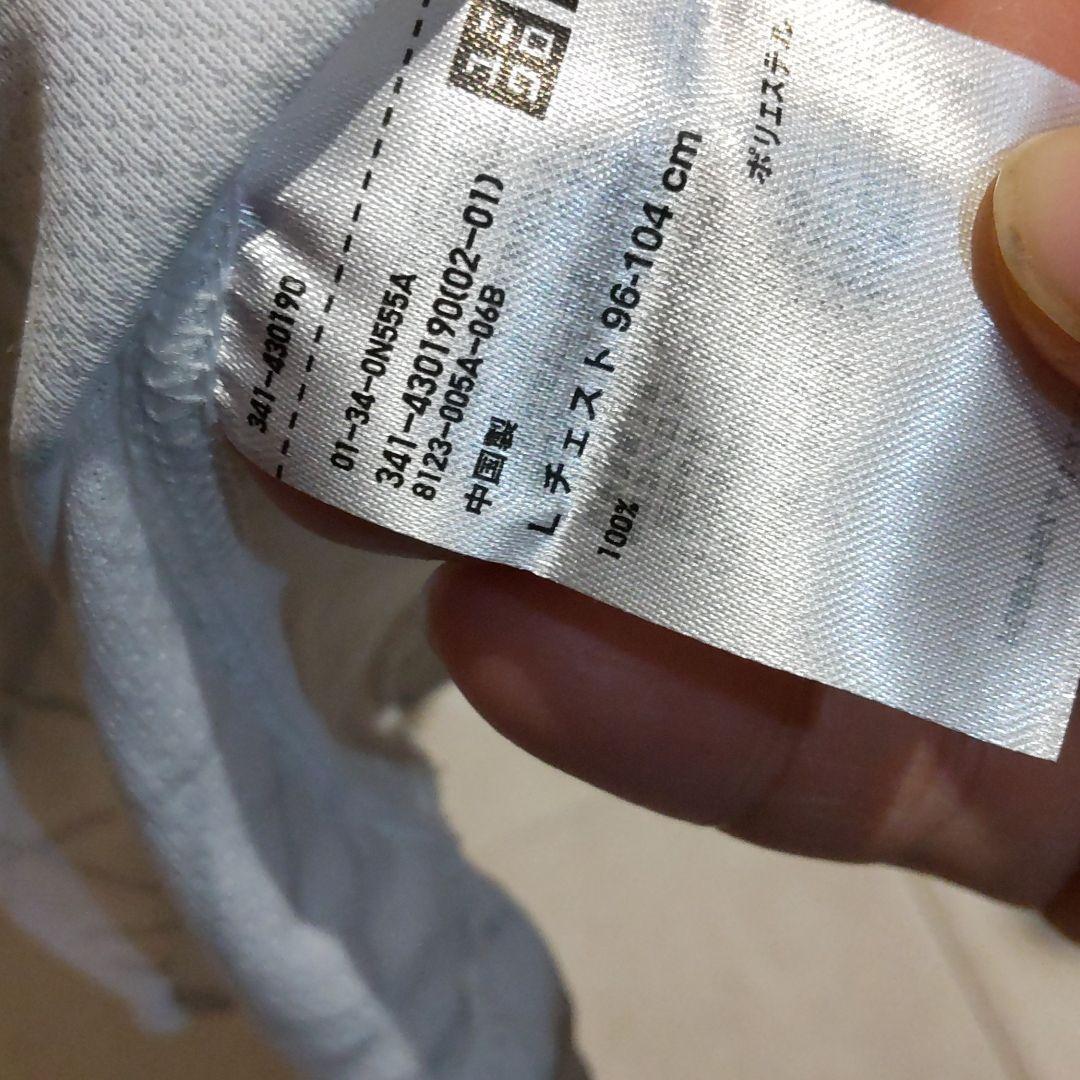 341-430190
01-34-0N555A
341-430190(02-01)
8123-005A-06B
中国製
L チェスト 96-104 cm
100% ポリエステル